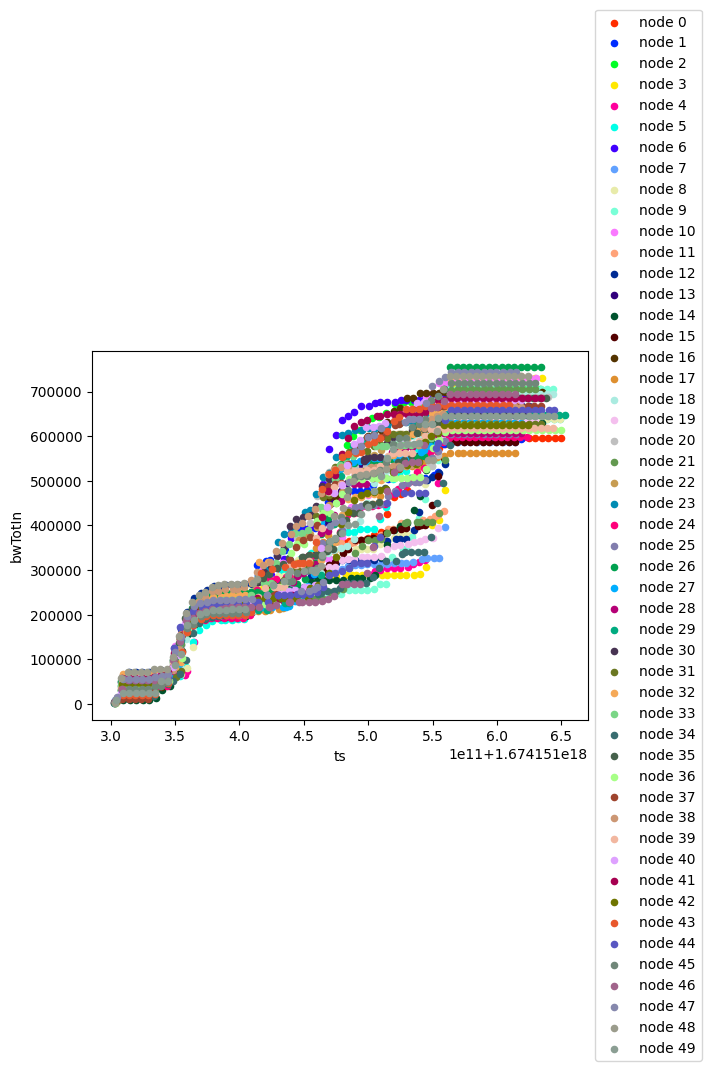 node 0
node 1
node 2
node 3
node 4
node 5
node 6
node 7
node 8
node 9
node 10
node 11
node 12
node 13
node 14
node 15
node 16
node 17
node 18
node 19
node 20
node 21
node 22
node 23
node 24
node 25
node 26
node 27
node 28
node 29
node 30
node 31
node 32
node 33
node 34
node 35
node 36
node 37
node 38
node 39
node 40
node 41
node 42
node 43
node 44
node 45
node 46
node 47
node 48
node 49
bwTotIn
700000
600000
500000
400000
300000
200000
100000
0
3.0 3.5 4.0 4.5 5.0 5.5 6.0 6.5
ts
1e11+1.674151e18